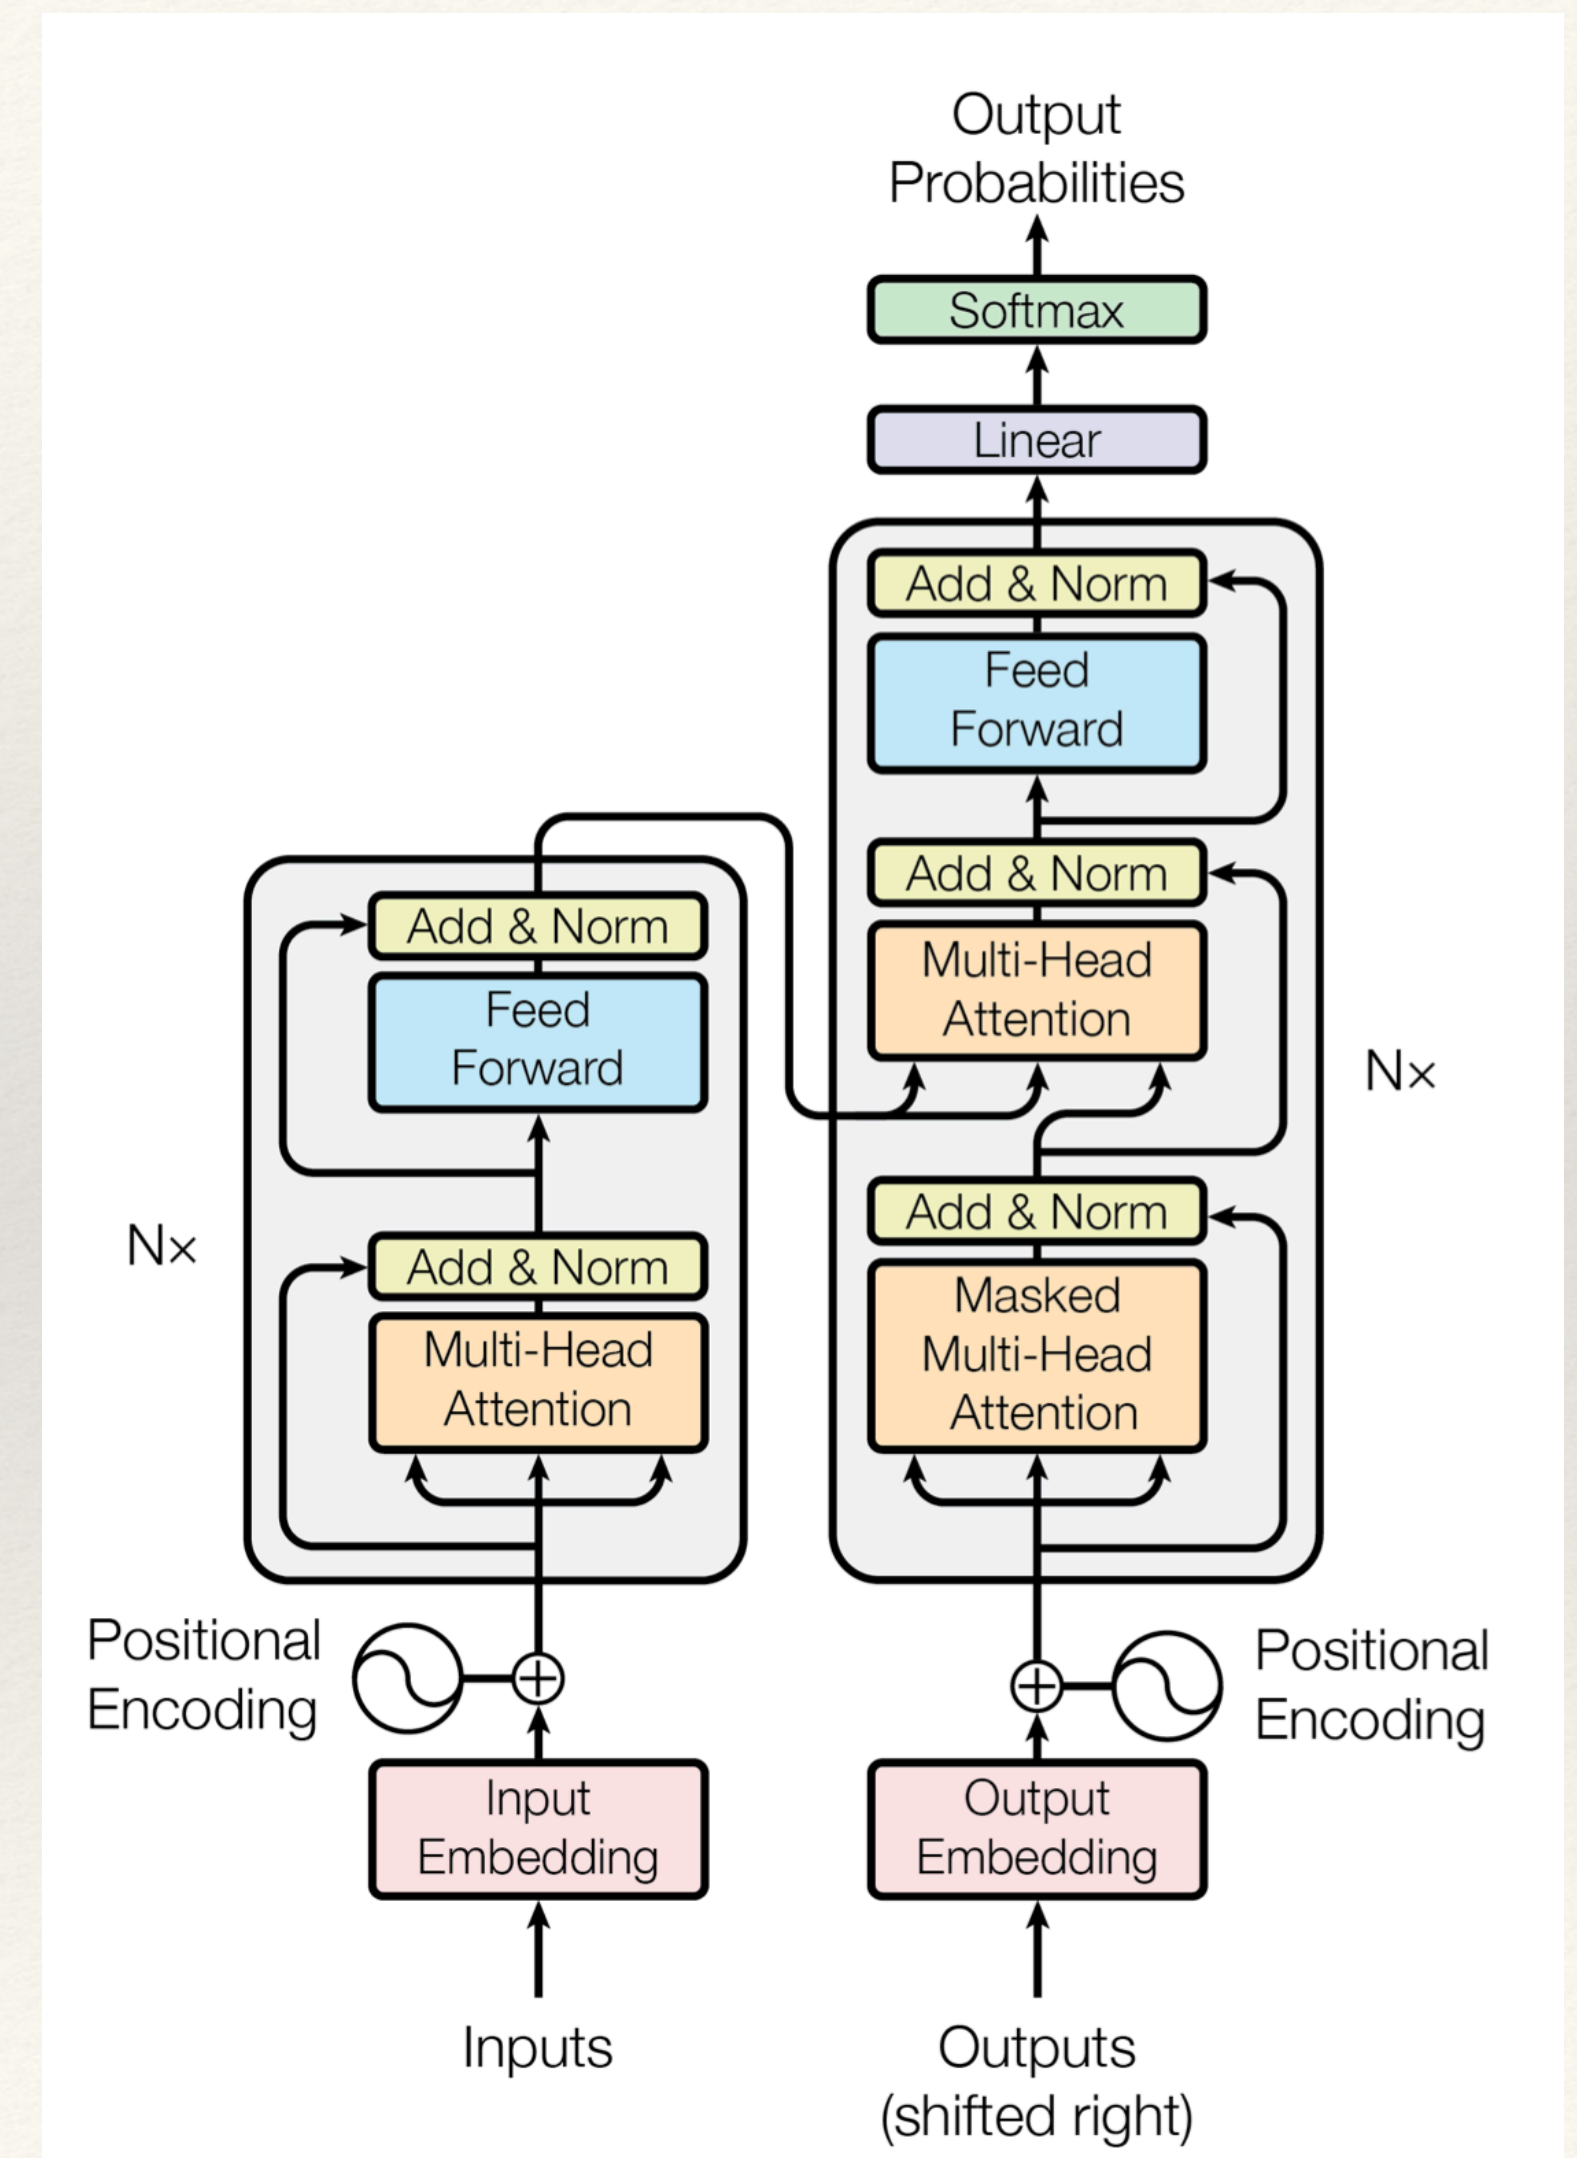 Output
Probabilities
Softmax
Linear
Add & Norm
Feed
Forward
Add & Norm
Multi-Head
Attention
Add & Norm
Masked
Multi-Head
Attention
N×
Add & Norm
Feed
Forward
Add & Norm
Multi-Head
Attention
N×
Positional
Encoding
Positional
Encoding
Input
Embedding
Output
Embedding
Inputs
Outputs
(shifted right)